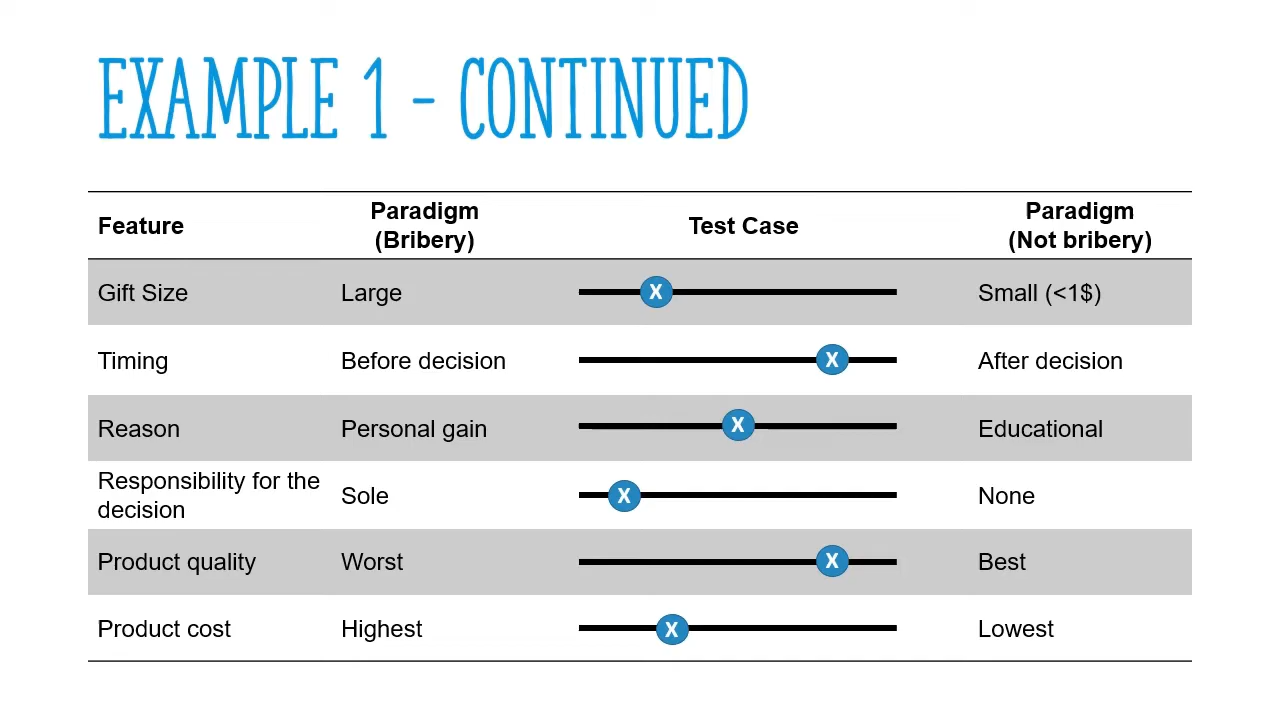 EXAMPLE 1 - CONTINUED
Feature
Paradigm
(Bribery)
Test Case
Paradigm
(Not bribery)
Gift Size
Large
X
Small (<1$)
Timing
Before decision
X
After decision
Reason
Personal gain
X
Educational
Responsibility for the
decision
Sole
X
None
Product quality
Worst
X
Best
Product cost
Highest
X
Lowest